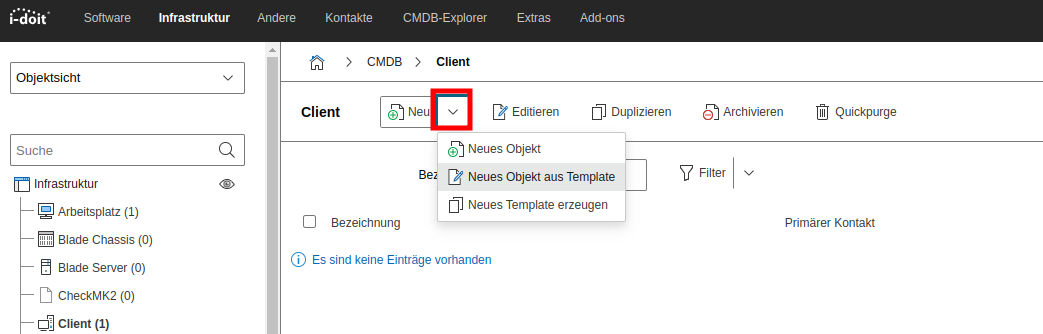 i-doit Software Infrastruktur Andere Kontakte CMDB-Explorer Extras Add-ons
Objektsicht
CMDB Client
Client Neu Editieren Duplizieren Archivieren Quickpurge
Suche
Neues Objekt
Neues Objekt aus Template
Neues Template erzeugen
Bez
Filter
Infrastruktur
Arbeitsplatz (1)
Blade Chassis (0)
Blade Server (0)
CheckMK2 (0)
Client (1)
Bezeichnung Primärer Kontakt
Es sind keine Einträge vorhanden